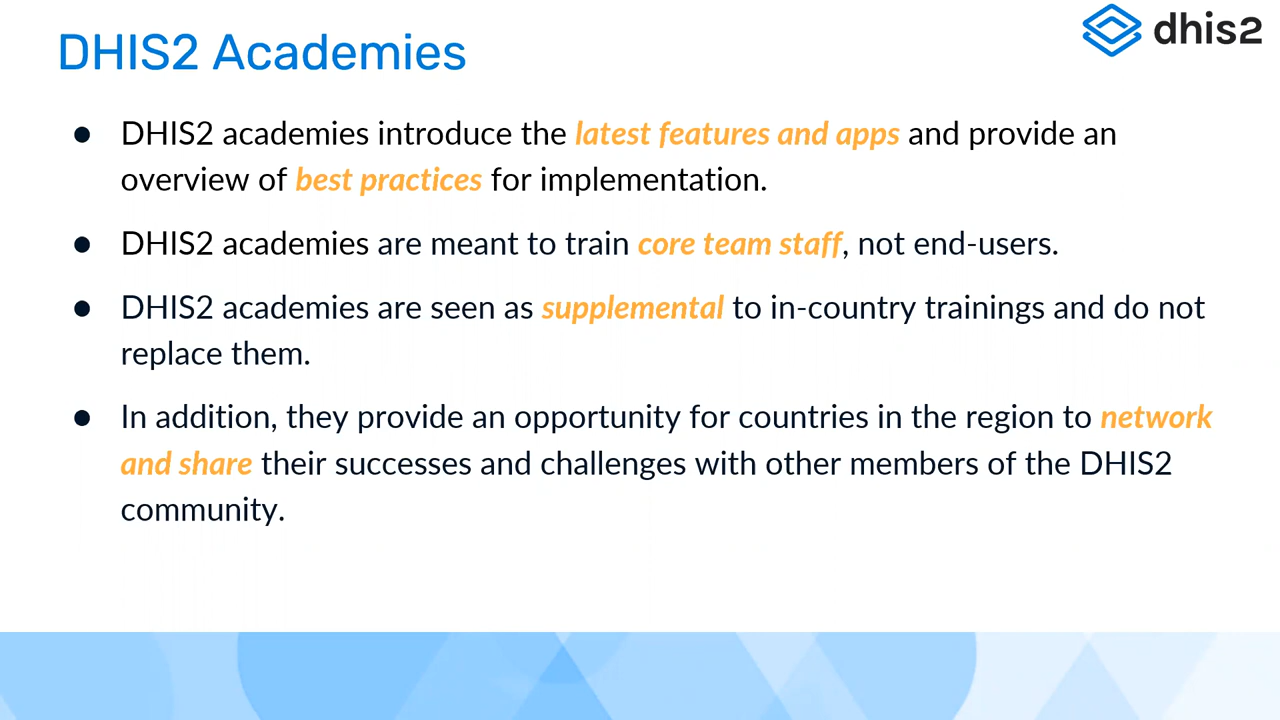 DHIS2 Academies
dhis2
● DHIS2 academies introduce the latest features and apps and provide an
overview of best practices for implementation.
● DHIS2 academies are meant to train core team staff, not end-users.
● DHIS2 academies are seen as supplemental to in-country trainings and do not
replace them.
● In addition, they provide an opportunity for countries in the region to network
and share their successes and challenges with other members of the DHIS2
community.